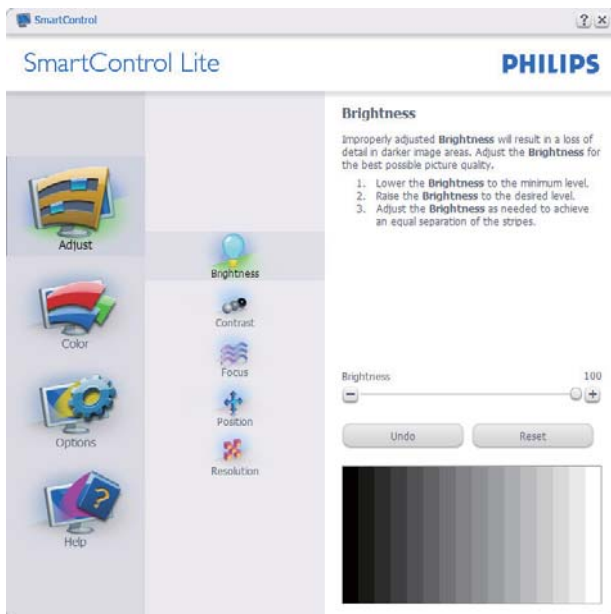 SmartControl
SmartControl Lite
PHILIPS
Adjust
Color
Options
Help
Brightness
Contrast
Focus
Position
Resolution
Brightness
Improperly adjusted Brightness will result in a loss of
detail in darker image areas. Adjust the Brightness for
the best possible picture quality.
1. Lower the Brightness to the minimum level.
2. Raise the Brightness to the desired level.
3. Adjust the Brightness as needed to achieve
an equal separation of the stripes.
Brightness 100
Undo Reset